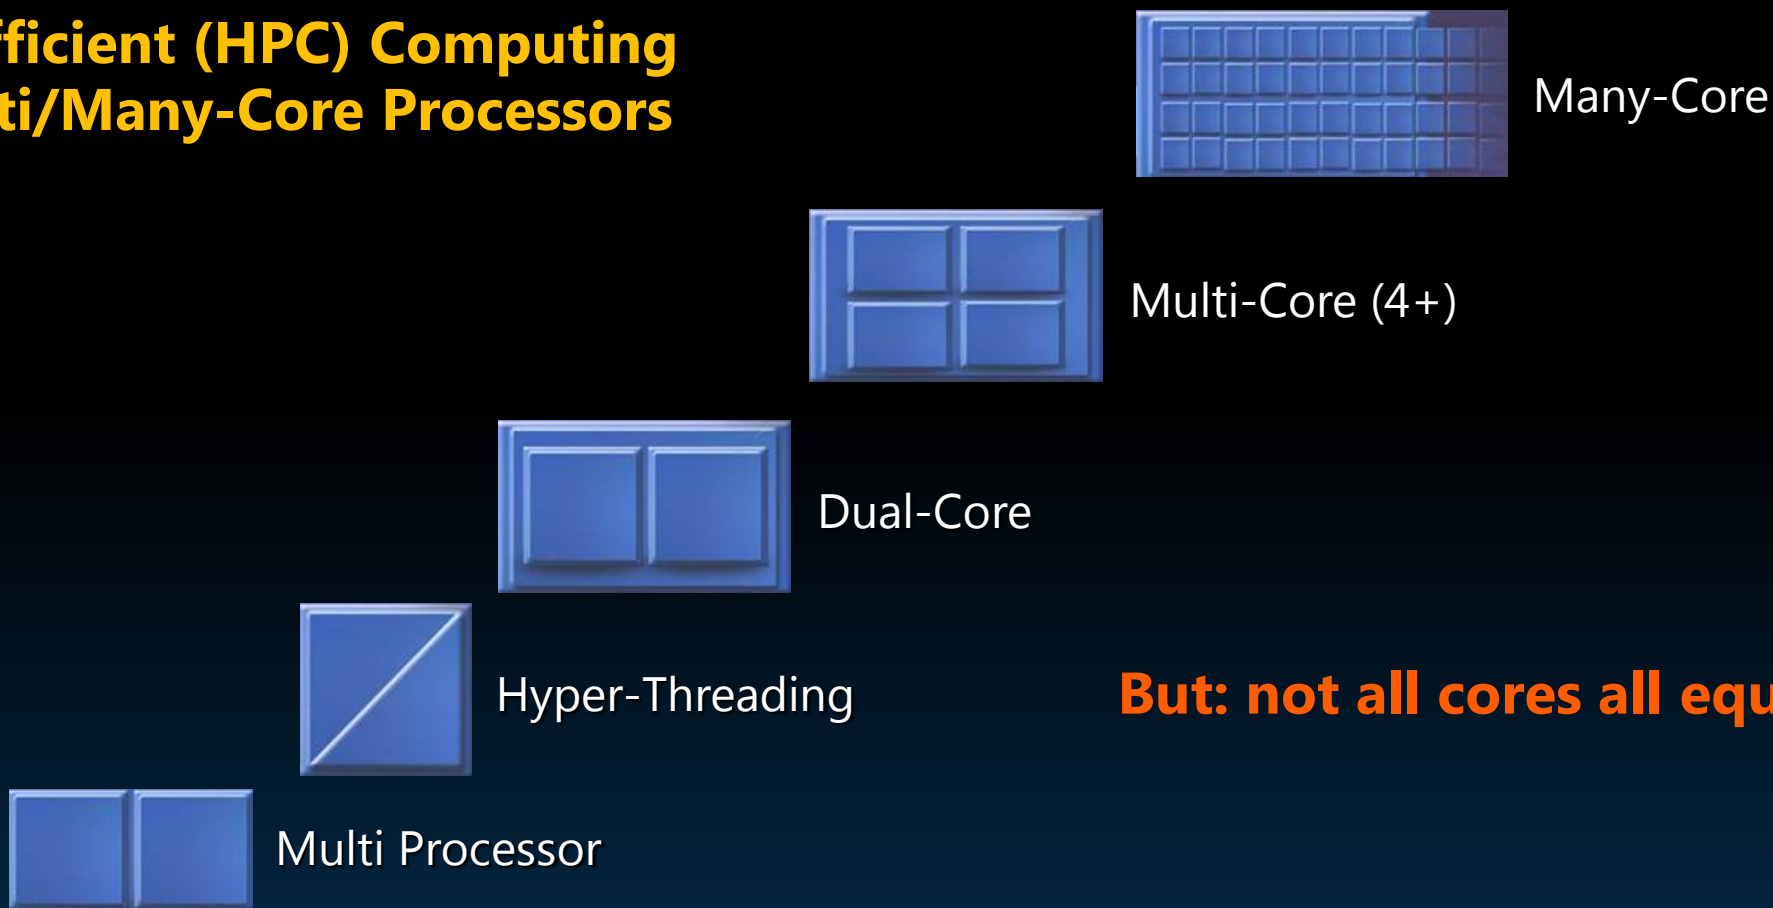 fficient (HPC) Computing
ti/Many-Core Processors
Many-Core
Multi-Core (4+)
Dual-Core
Hyper-Threading
But: not all cores all equ
Multi Processor